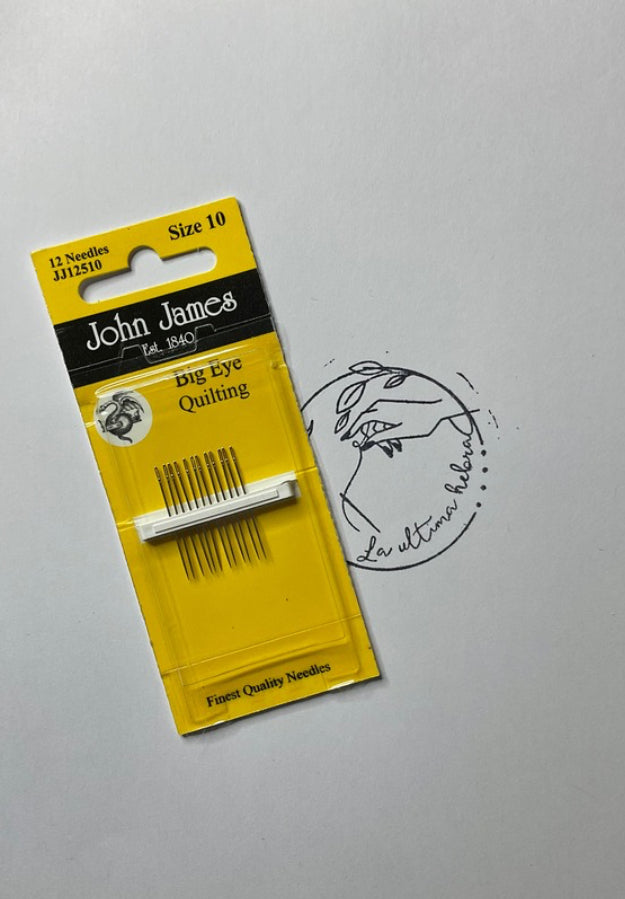 Size 10
12 Needles
JJ12510
John James
Est. 1840
Big Eye
Quilting
La ultima hebra
Finest Quality Needles